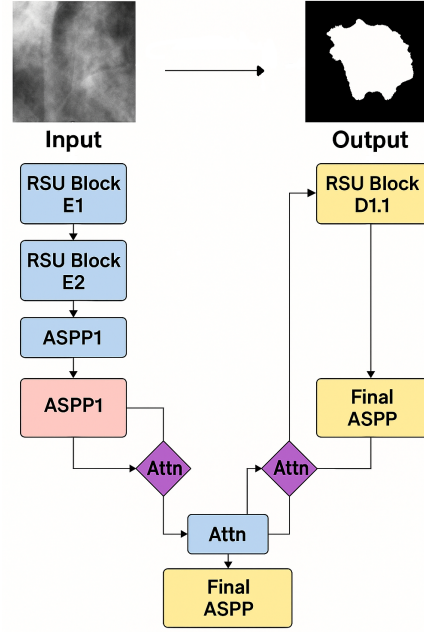 Input
Output
RSU Block
E1
RSU Block
D1.1
RSU Block
E2
ASPP1
ASPP1
Final
ASPP
Attn
Attn
Attn
Final
ASPP